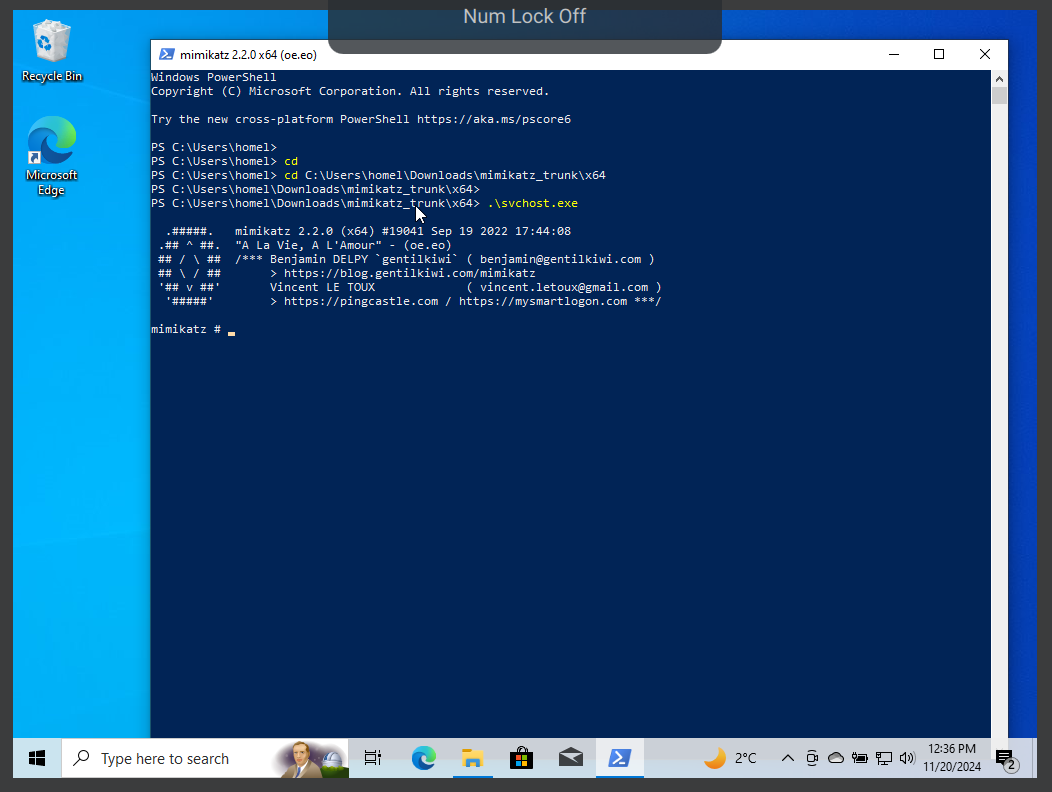 Num Lock Off
Recycle Bin
Microsoft
Edge
mimikatz 2.2.0 x64 (oe.eo)
Windows PowerShell
Copyright (C) Microsoft Corporation. All rights reserved.
Try the new cross-platform PowerShell https://aka.ms/pscore6
PS C:\Users\homel>
PS C:\Users\homel> cd
PS C:\Users\homel> cd C:\Users\homel\Downloads\mimikatz_trunk\x64
PS C:\Users\homel\Downloads\mimikatz_trunk\x64>
PS C:\Users\homel\Downloads\mimikatz_trunk\x64> .\svchost.exe
  .#####.   mimikatz 2.2.0 (x64) #19041 Sep 19 2022 17:44:08
 .## ^ ##.  "A La Vie, A L'Amour" - (oe.eo)
 ## / \ ##  /*** Benjamin DELPY `gentilkiwi` ( benjamin@gentilkiwi.com )
 ## \ / ##       > https://blog.gentilkiwi.com/mimikatz
 '## v ##'       Vincent LE TOUX             ( vincent.letoux@gmail.com )
  '#####'        > https://pingcastle.com / https://mysmartlogon.com ***/
mimikatz # _
Type here to search
2°C
12:36 PM
11/20/2024
2